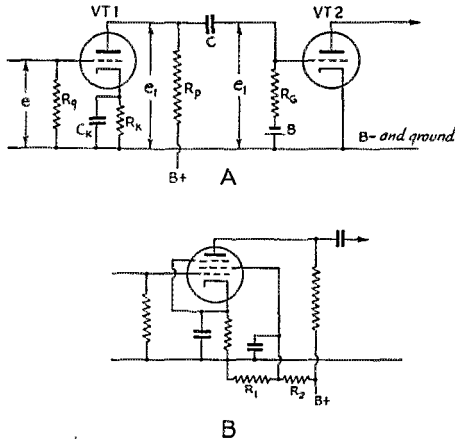 VT1
VT2
C
e
Rg
CK
RK
e1
Rp
e1
RG
B
B- and ground
B+
A
R1
R2
B+
B